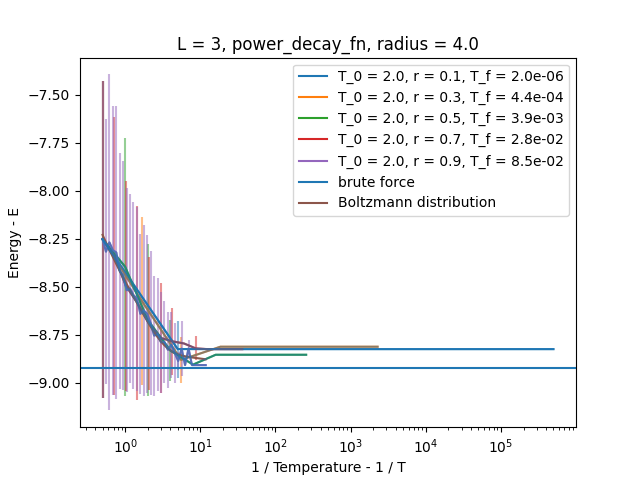 L = 3, power_decay_fn, radius = 4.0
T_0 = 2.0, r = 0.1, T_f = 2.0e-06
T_0 = 2.0, r = 0.3, T_f = 4.4e-04
T_0 = 2.0, r = 0.5, T_f = 3.9e-03
T_0 = 2.0, r = 0.7, T_f = 2.8e-02
T_0 = 2.0, r = 0.9, T_f = 8.5e-02
brute force
Boltzmann distribution
Energy - E
−7.50
−7.75
−8.00
−8.25
−8.50
−8.75
−9.00
10⁰ 10¹ 10² 10³ 10⁴ 10⁵
1 / Temperature - 1 / T